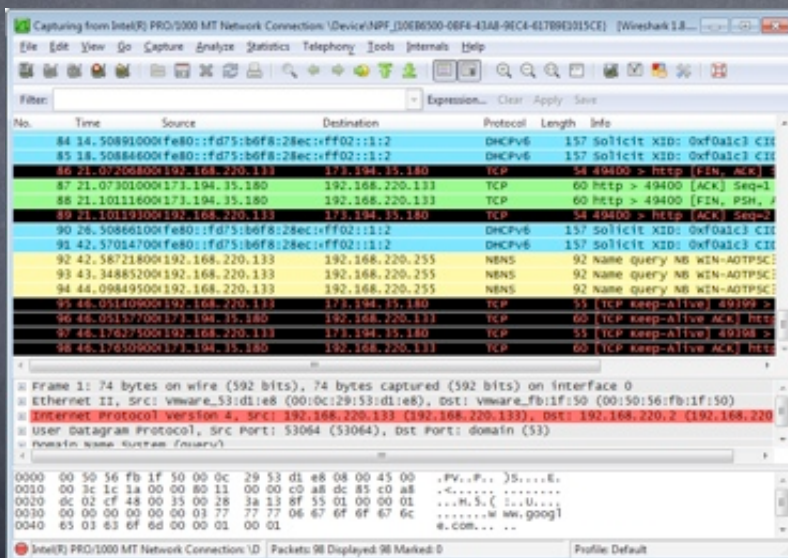 Capturing from Intel(R) PRO/1000 MT Network Connection: \Device\NPF_{10EB6500-0BF4-43A8-9EC4-617B9E1015CE} [Wireshark 1.8....
File Edit View Go Capture Analyze Statistics Telephony Tools Internals Help
Filter: Expression... Clear Apply Save
No. Time Source Destination Protocol Length Info
84 14.50891000 fe80::fd75:b6f8:28ec: ff02::1:2 DHCPv6 157 Solicit XID: 0xf0a1c3 CID
85 18.50884600 fe80::fd75:b6f8:28ec: ff02::1:2 DHCPv6 157 Solicit XID: 0xf0a1c3 CID
86 21.07206800 192.168.220.133 173.194.35.180 TCP 54 49400 > http [FIN, ACK]
87 21.07301000 173.194.35.180 192.168.220.133 TCP 60 http > 49400 [ACK] Seq=1
88 21.10111600 173.194.35.180 192.168.220.133 TCP 60 http > 49400 [FIN, PSH,
89 21.10119300 192.168.220.133 173.194.35.180 TCP 54 49400 > http [ACK] Seq=2
90 26.50866100 fe80::fd75:b6f8:28ec: ff02::1:2 DHCPv6 157 Solicit XID: 0xf0a1c3 CID
91 42.57014700 fe80::fd75:b6f8:28ec: ff02::1:2 DHCPv6 157 Solicit XID: 0xf0a1c3 CID
92 42.58721800 192.168.220.133 192.168.220.255 NBNS 92 Name query NB WIN-AOTPSC
93 43.34885200 192.168.220.133 192.168.220.255 NBNS 92 Name query NB WIN-AOTPSC
94 44.09849500 192.168.220.133 192.168.220.255 NBNS 92 Name query NB WIN-AOTPSC
95 46.05140900 192.168.220.133 173.194.35.180 TCP 55 [TCP Keep-Alive] 49399 >
96 46.05157700 173.194.35.180 192.168.220.133 TCP 60 [TCP Keep-Alive ACK]
97 46.17627500 192.168.220.133 173.194.35.180 TCP 55 [TCP Keep-Alive] 49398 >
98 46.17650900 173.194.35.180 192.168.220.133 TCP 60 [TCP Keep-Alive ACK]
Frame 1: 74 bytes on wire (592 bits), 74 bytes captured (592 bits) on interface 0
Ethernet II, Src: Vmware_53:d1:e8 (00:0c:29:53:d1:e8), Dst: Vmware_fb:1f:50 (00:50:56:fb:1f:50)
Internet Protocol Version 4, Src: 192.168.220.133 (192.168.220.133), Dst: 192.168.220.2 (192.168.220
User Datagram Protocol, Src Port: 53064 (53064), Dst Port: domain (53)
Domain Name System (query)
0000 00 50 56 fb 1f 50 00 0c 29 53 d1 e8 08 00 45 00 .PV..P.. )S....E.
0010 00 3c 1c 1a 00 00 80 11 00 00 c0 a8 dc 85 c0 a8 .<...... ........
0020 dc 02 cf 48 00 35 00 28 3a 13 8f 55 01 00 00 01 ...H.5.( :..U....
0030 00 00 00 00 00 00 03 77 77 77 06 67 6f 6f 67 6c .......w ww.googl
0040 65 03 63 6f 6d 00 00 01 00 01 e.com... ..
Intel(R) PRO/1000 MT Network Connection: \D Packets: 98 Displayed: 98 Marked: 0 Profile: Default